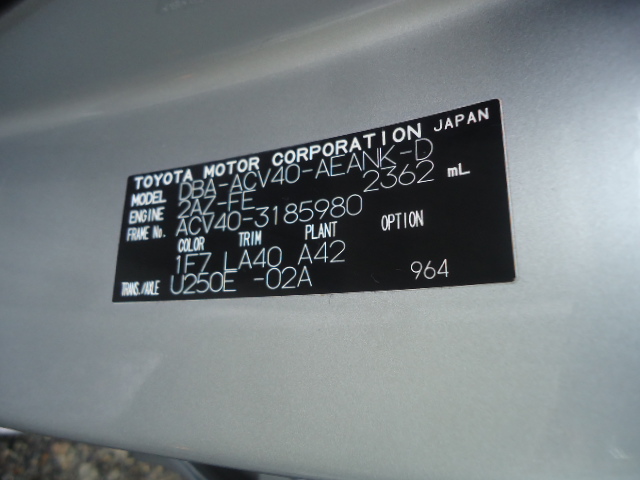 TOYOTA MOTOR CORPORATION JAPAN
MODEL DBA-ACV40-AEANK-D
ENGINE 2AZ-FE 2362 mL
FRAME No. ACV40-3185980
COLOR TRIM PLANT OPTION
1F7 LA40 A42
TRANS./AXLE U250E -02A 964